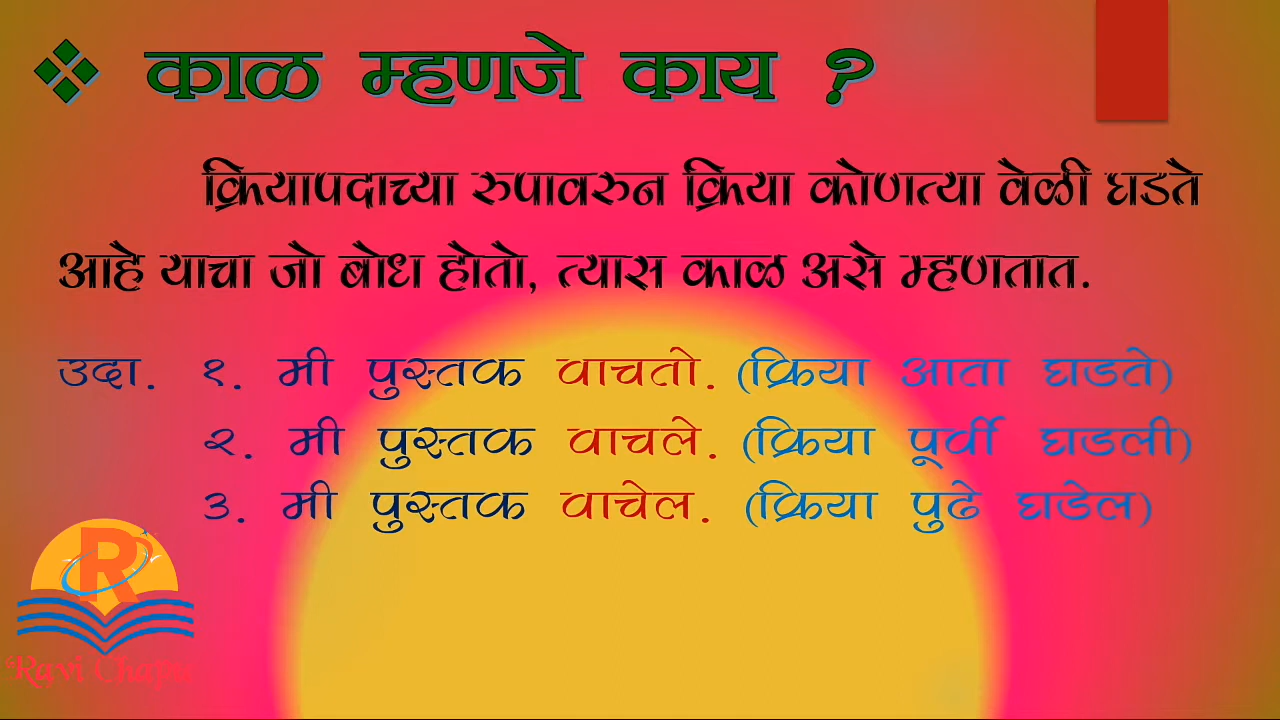 ❖ काळ म्हणजे काय ?
क्रियापदाच्या रुपावरुन क्रिया कोणत्या वेळी घडते
आहे याचा जो बोध होतो, त्यास काळ असे म्हणतात.
उदा. १. मी पुस्तक वाचतो. (क्रिया आता घडते)
२. मी पुस्तक वाचले. (क्रिया पूर्वी घडली)
३. मी पुस्तक वाचेल. (क्रिया पुढे घडेल)
R
Ravi